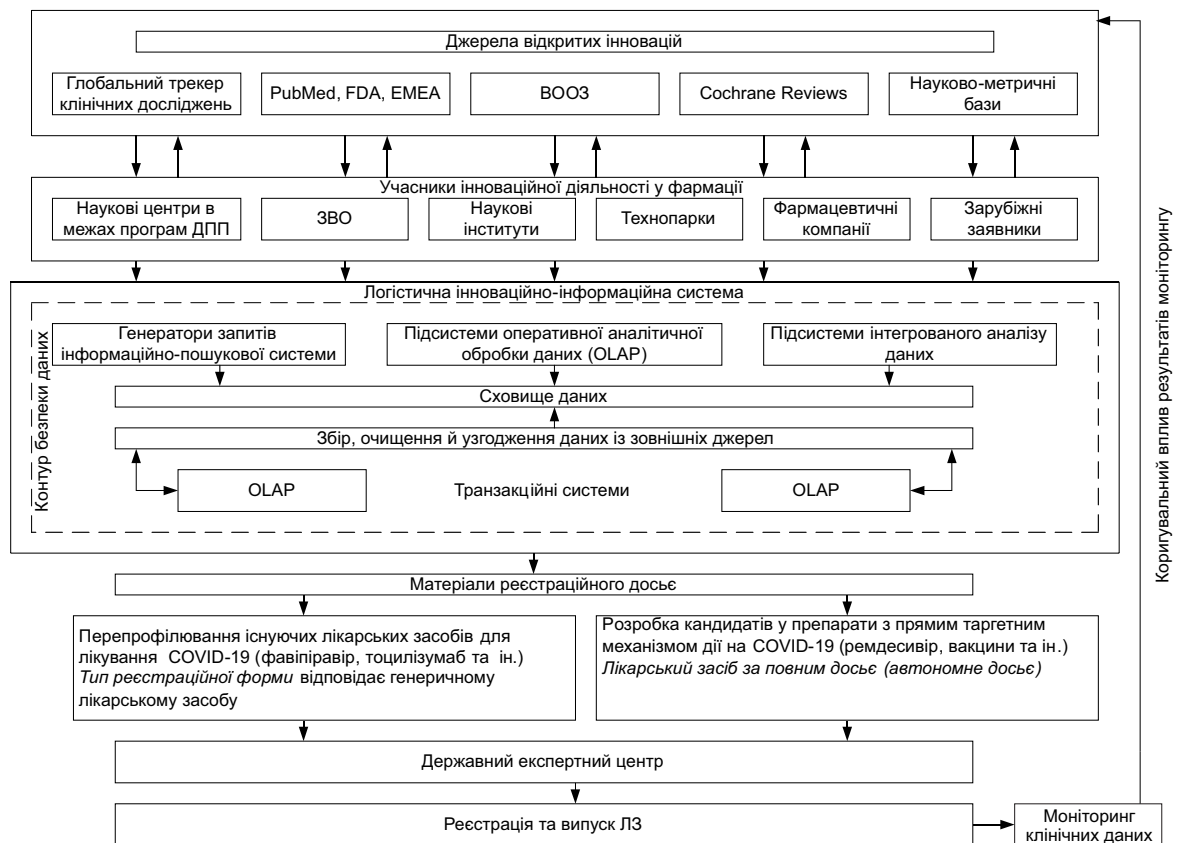 Джерела відкритих інновацій
Глобальний трекер
клінічних досліджень
PubMed, FDA, EMEA
ВООЗ
Cochrane Reviews
Науково-метричні
бази
Учасники інноваційної діяльності у фармації
Наукові центри в
межах програм ДПП
ЗВО
Наукові
інститути
Технопарки
Фармацевтичні
компанії
Зарубіжні
заявники
Логістична інноваційно-інформаційна система
Контур безпеки даних
Генератори запитів
інформаційно-пошукової системи
Підсистеми оперативної аналітичної
обробки даних (OLAP)
Підсистеми інтегрованого аналізу
даних
Сховище даних
Збір, очищення й узгодження даних із зовнішніх джерел
OLAP
Транзакційні системи
OLAP
Матеріали реєстраційного досьє
Перепрофілювання існуючих лікарських засобів для
лікування COVID-19 (фавіпіравір, тоцилізумаб та ін.)
Тип реєстраційної форми відповідає генеричному
лікарському засобу
Розробка кандидатів у препарати з прямим таргетним
механізмом дії на COVID-19 (ремдесивір, вакцини та ін.)
Лікарський засіб за повним досьє (автономне досьє)
Державний експертний центр
Реєстрація та випуск ЛЗ
Моніторинг
клінічних даних
Коригувальний вплив результатів моніторингу